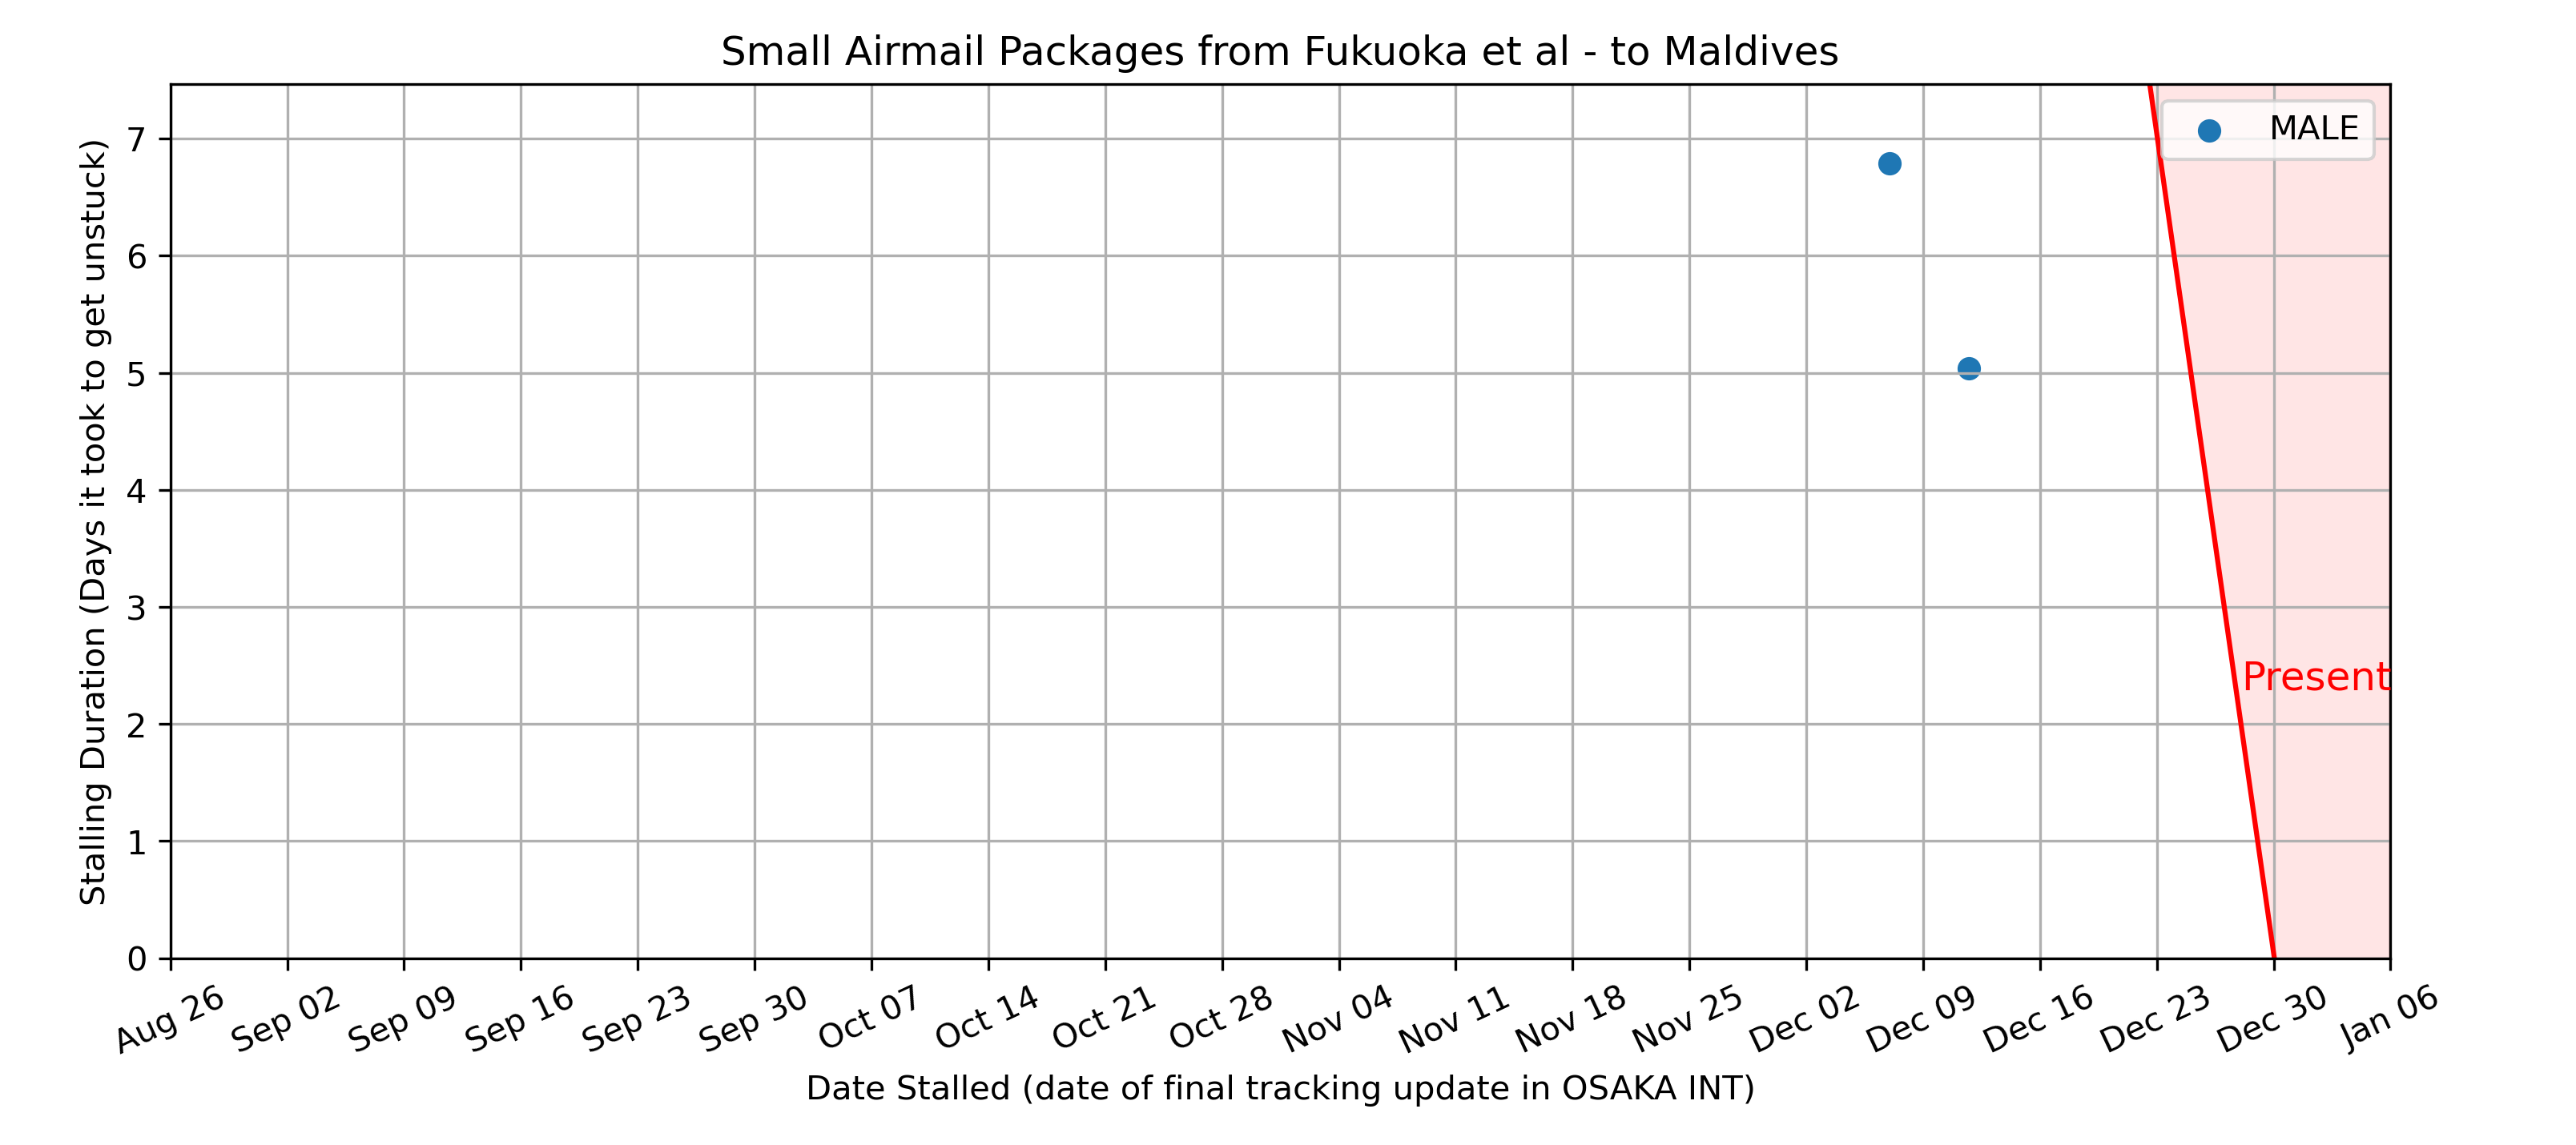 Small Airmail Packages from Fukuoka et al - to Maldives
MALE
7
6
5
4
3
2
1
0
Stalling Duration (Days it took to get unstuck)
Present
Aug 26
Sep 02
Sep 09
Sep 16
Sep 23
Sep 30
Oct 07
Oct 14
Oct 21
Oct 28
Nov 04
Nov 11
Nov 18
Nov 25
Dec 02
Dec 09
Dec 16
Dec 23
Dec 30
Jan 06
Date Stalled (date of final tracking update in OSAKA INT)